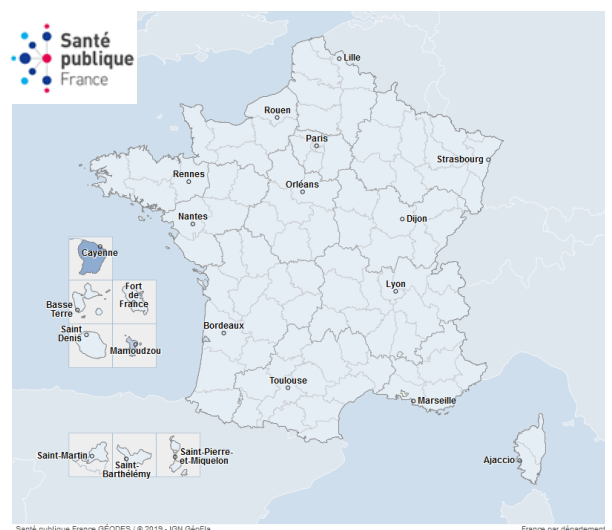 Santé
publique
France
Lille
Rouen
Paris
Strasbourg
Rennes
Orléans
Nantes
Dijon
Cayenne
Lyon
Fort
de
France
Basse
Terre
Saint
Denis
Mamoudzou
Bordeaux
Toulouse
Marseille
Saint-Martin
Saint-
Barthélémy
Saint-Pierre-
et-Miquelon
Ajaccio
Santé publique France GÉODES / © 2019 - IGN GéoFla
France par département